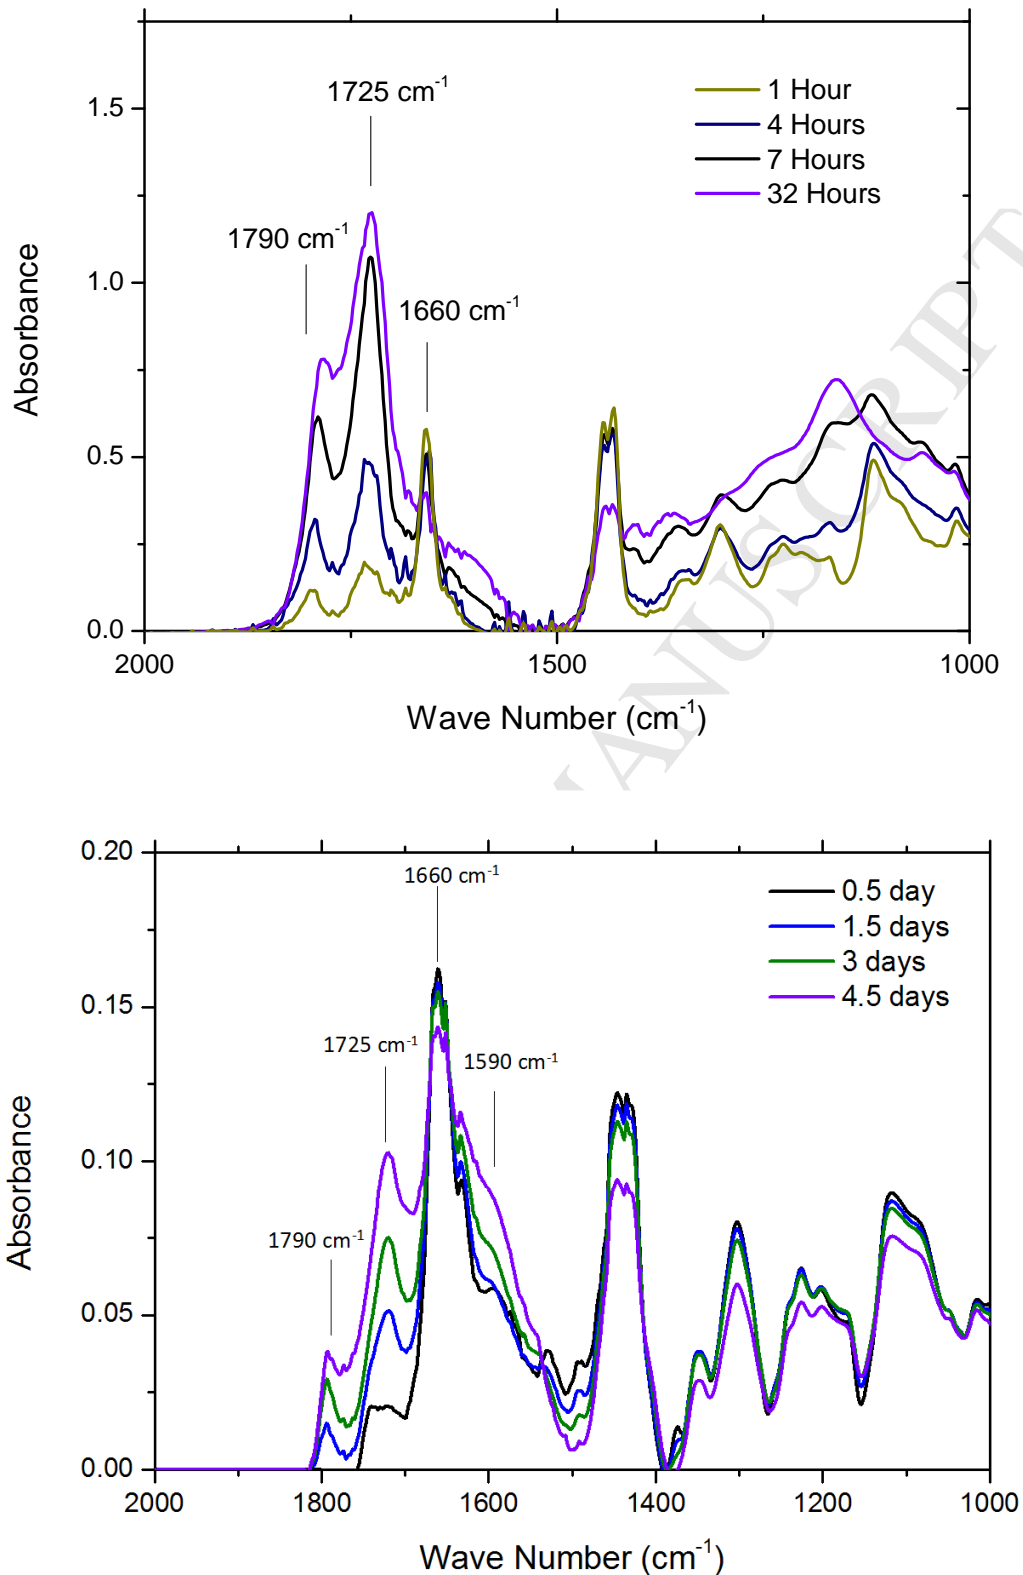 1725 cm⁻¹
1790 cm⁻¹
1660 cm⁻¹
1 Hour
4 Hours
7 Hours
32 Hours
Absorbance
1.5
1.0
0.5
0.0
2000
1500
1000
Wave Number (cm⁻¹)
MANUSCRIPT
1660 cm⁻¹
1725 cm⁻¹
1590 cm⁻¹
1790 cm⁻¹
0.5 day
1.5 days
3 days
4.5 days
Absorbance
0.20
0.15
0.10
0.05
0.00
2000
1800
1600
1400
1200
1000
Wave Number (cm⁻¹)